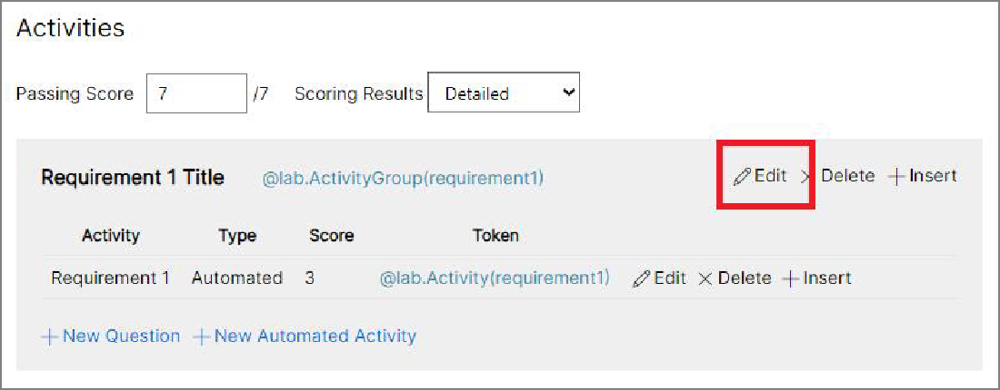 Activities
Passing Score 7 /7 Scoring Results Detailed
Requirement 1 Title @lab.ActivityGroup(requirement1) Edit Delete Insert
Activity Type Score Token
Requirement 1 Automated 3 @lab.Activity(requirement1) Edit Delete Insert
New Question New Automated Activity